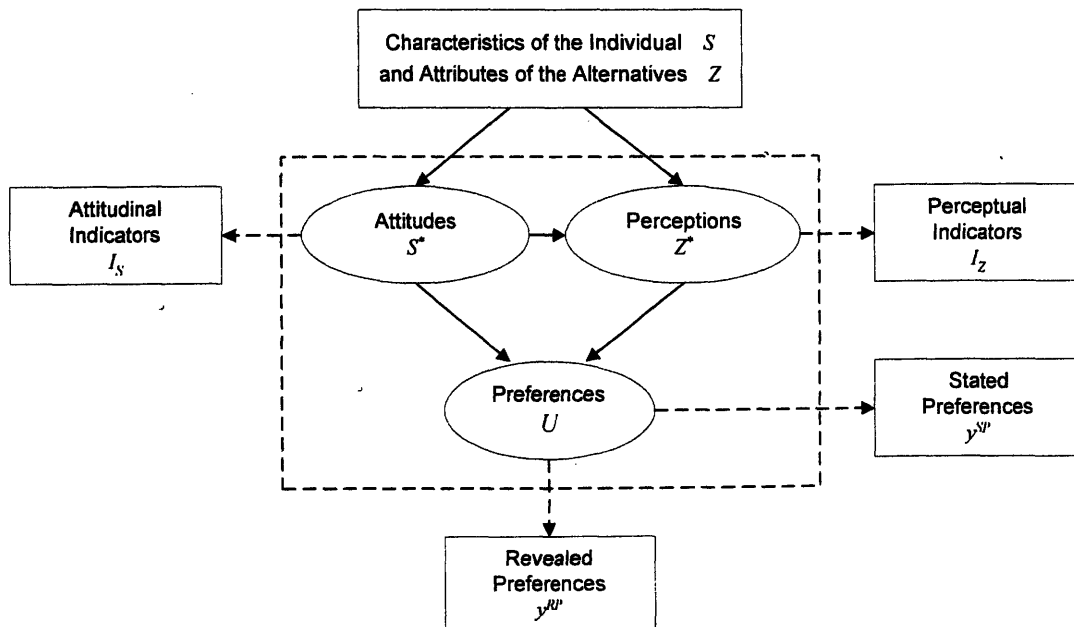 Characteristics of the Individual S
and Attributes of the Alternatives Z
Attitudinal
Indicators
I_S
Attitudes
S*
Perceptions
Z*
Perceptual
Indicators
I_Z
Preferences
U
Stated
Preferences
y^SP
Revealed
Preferences
y^RP